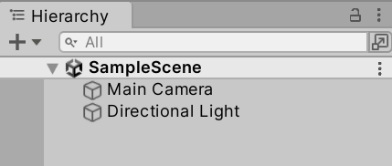 Hierarchy
All
SampleScene
Main Camera
Directional Light